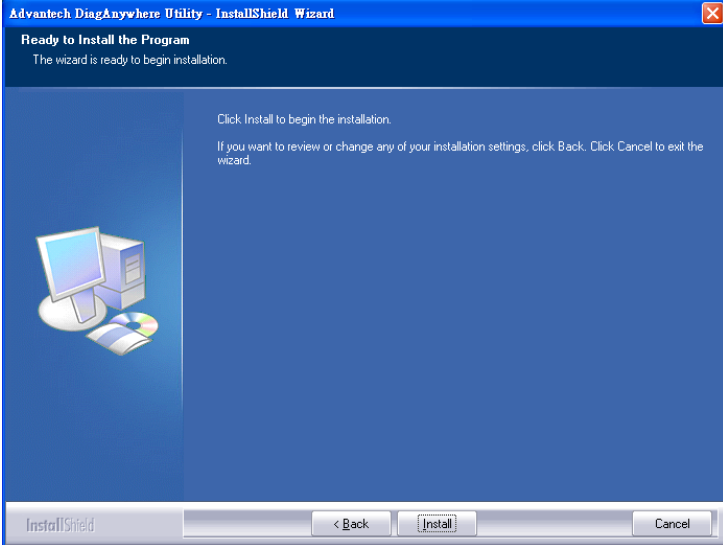 Advantech DiagAnywhere Utility - InstallShield Wizard
Ready to Install the Program
The wizard is ready to begin installation.
Click Install to begin the installation.
If you want to review or change any of your installation settings, click Back. Click Cancel to exit the
wizard.
InstallShield
< Back
Install
Cancel